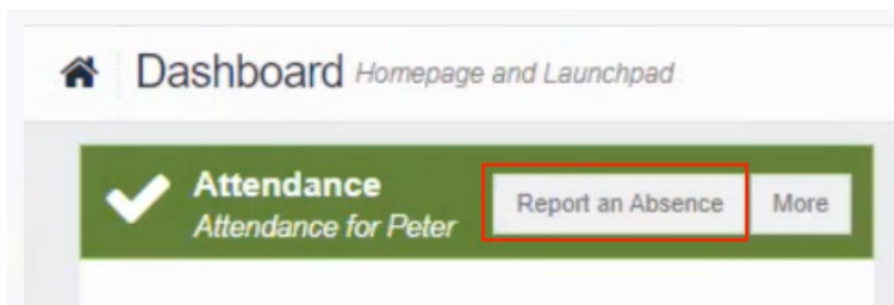 Dashboard Homepage and Launchpad
Attendance
Attendance for Peter
Report an Absence
More